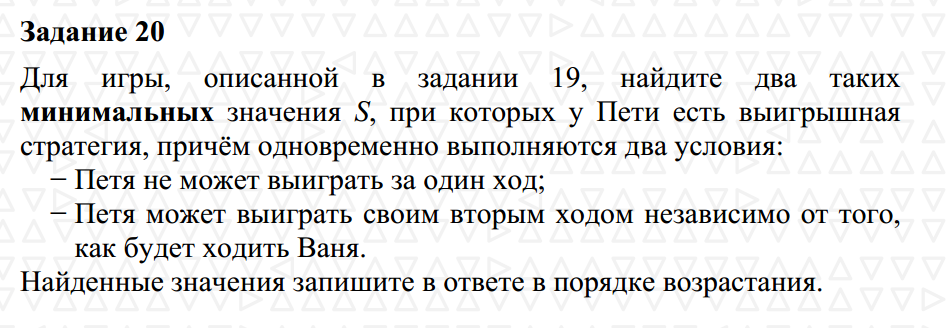 Задание 20
Для игры, описанной в задании 19, найдите два таких
минимальных значения S, при которых у Пети есть выигрышная
стратегия, причём одновременно выполняются два условия:
− Петя не может выиграть за один ход;
− Петя может выиграть своим вторым ходом независимо от того,
как будет ходить Ваня.
Найденные значения запишите в ответе в порядке возрастания.